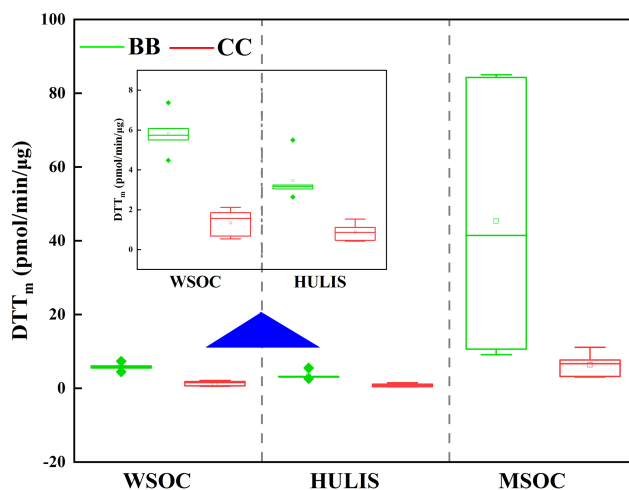 100
BB
CC
80
60
40
20
0
-20
DTTm (pmol/min/μg)
8
6
4
2
0
DTTm (pmol/min/μg)
WSOC
HULIS
WSOC
HULIS
MSOC